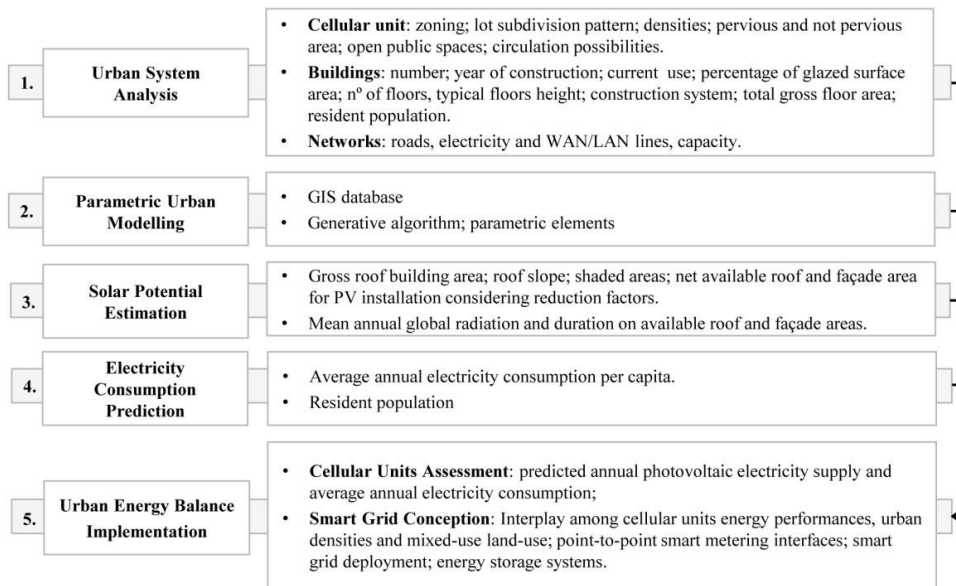 1.
Urban System
Analysis
• Cellular unit: zoning; lot subdivision pattern; densities; pervious and not pervious
area; open public spaces; circulation possibilities.
• Buildings: number; year of construction; current use; percentage of glazed surface
area; nº of floors, typical floors height; construction system; total gross floor area;
resident population.
• Networks: roads, electricity and WAN/LAN lines, capacity.
2.
Parametric Urban
Modelling
• GIS database
• Generative algorithm; parametric elements
3.
Solar Potential
Estimation
• Gross roof building area; roof slope; shaded areas; net available roof and façade area
for PV installation considering reduction factors.
• Mean annual global radiation and duration on available roof and façade areas.
4.
Electricity
Consumption
Prediction
• Average annual electricity consumption per capita.
• Resident population
5.
Urban Energy Balance
Implementation
• Cellular Units Assessment: predicted annual photovoltaic electricity supply and
average annual electricity consumption;
• Smart Grid Conception: Interplay among cellular units energy performances, urban
densities and mixed-use land-use; point-to-point smart metering interfaces; smart
grid deployment; energy storage systems.